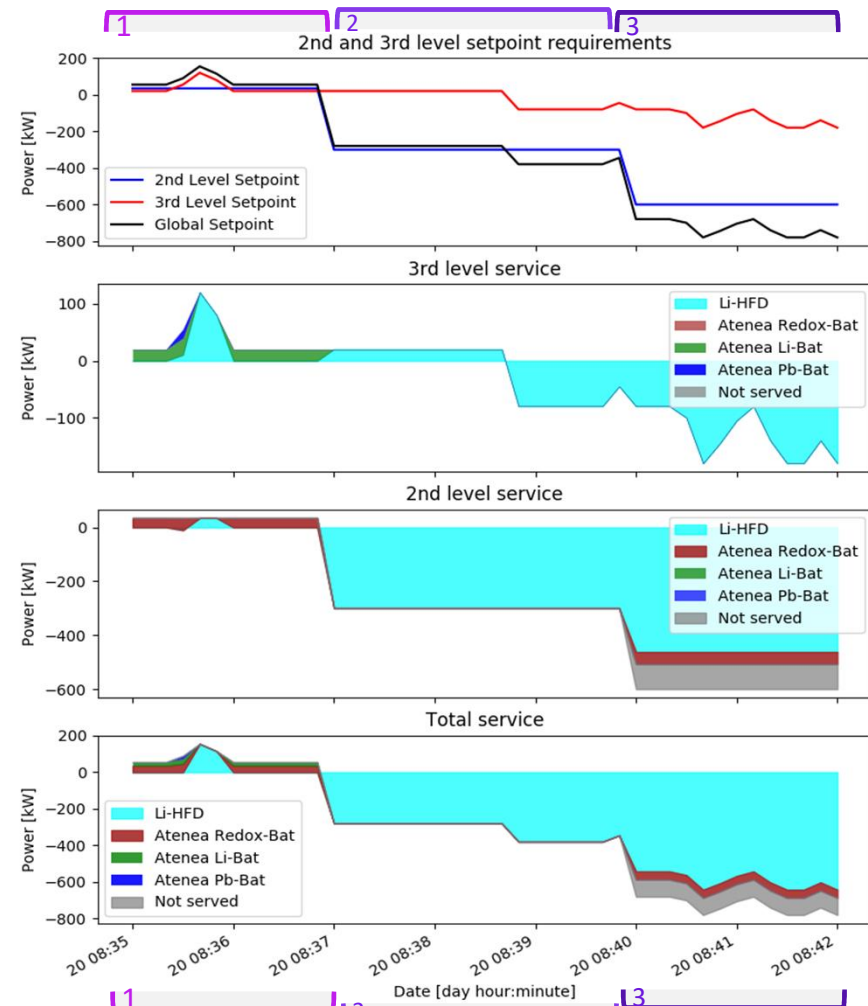 1
2
3
2nd and 3rd level setpoint requirements
Power [kW]
200
0
−200
−400
−600
−800
2nd Level Setpoint
3rd Level Setpoint
Global Setpoint
3rd level service
Power [kW]
100
0
−100
Li-HFD
Atenea Redox-Bat
Atenea Li-Bat
Atenea Pb-Bat
Not served
2nd level service
Power [kW]
0
−200
−400
−600
Li-HFD
Atenea Redox-Bat
Atenea Li-Bat
Atenea Pb-Bat
Not served
Total service
Power [kW]
200
0
−200
−400
−600
−800
Li-HFD
Atenea Redox-Bat
Atenea Li-Bat
Atenea Pb-Bat
Not served
20 08:35
20 08:36
20 08:37
20 08:38
20 08:39
20 08:40
20 08:41
20 08:42
Date [day hour:minute]
1
3